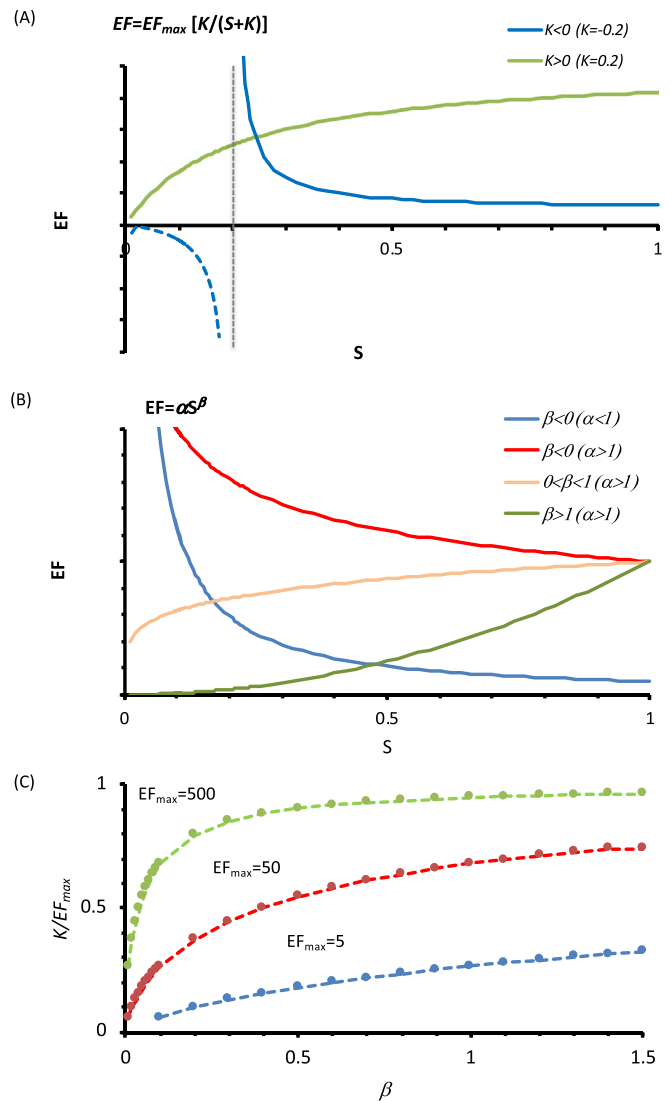 (A)
EF=EFmax [K/(S+K)]
K<0 (K=-0.2)
K>0 (K=0.2)
EF
0
0.5
1
S
(B)
EF=αS^β
β<0 (α<1)
β<0 (α>1)
0<β<1 (α>1)
β>1 (α>1)
EF
0
0.5
1
S
(C)
1
EFmax=500
EFmax=50
K/EFmax
0.5
EFmax=5
0
0
0.5
1
1.5
β